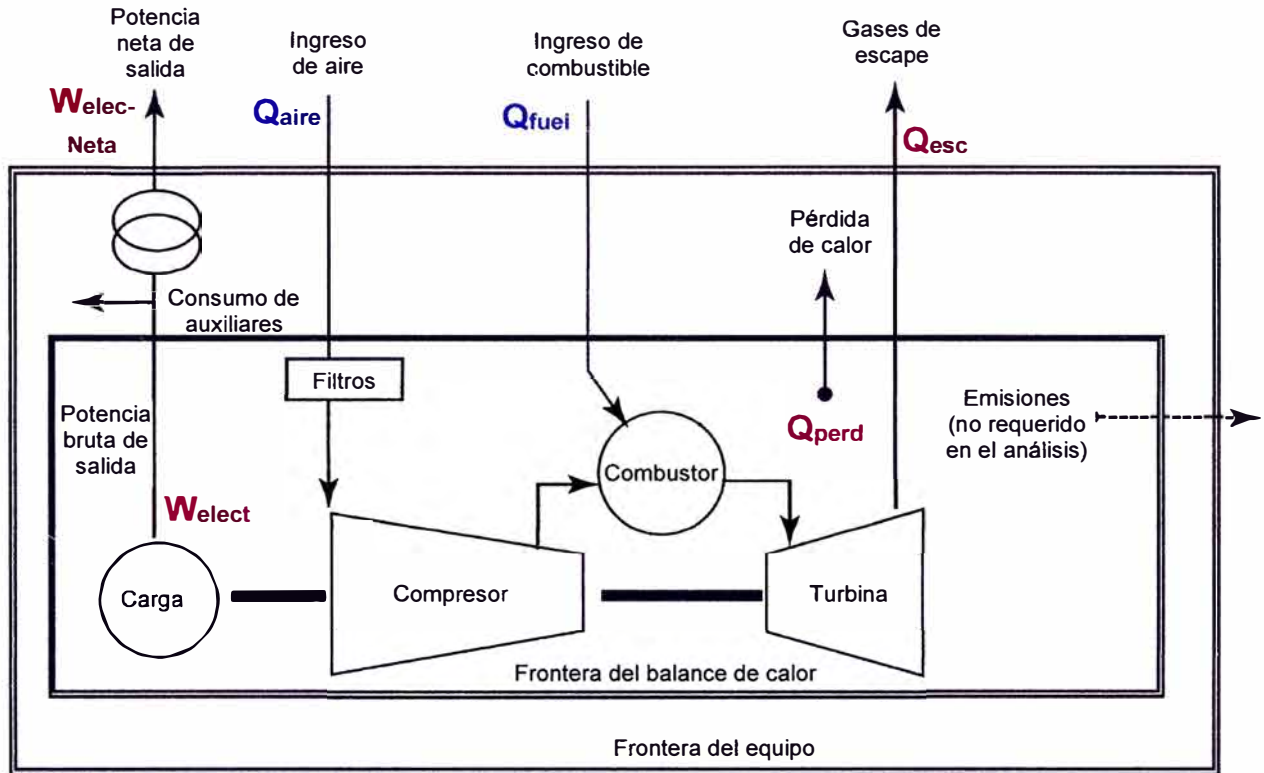 Potencia
neta de
salida
Ingreso
de aire
Ingreso de
combustible
Gases de
escape
Welec-
Neta
Qaire
Qfuei
Qesc
Pérdida
de calor
Consumo de
auxiliares
Filtros
Potencia
bruta de
salida
Welect
Combustor
Qperd
Emisiones
(no requerido
en el análisis)
Carga
Compresor
Turbina
Frontera del balance de calor
Frontera del equipo